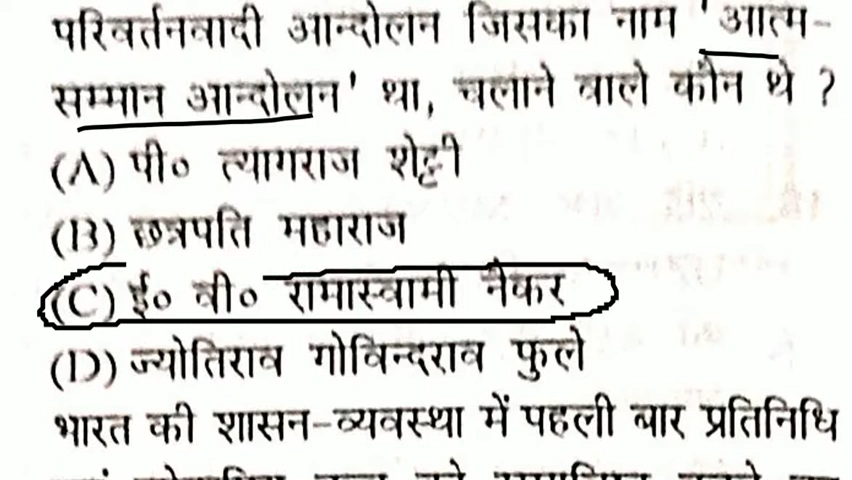 परिवर्तनवादी आन्दोलन जिसका नाम 'आत्म-
सम्मान आन्दोलन' था, चलाने वाले कौन थे ?
(A) पी० त्यागराज शेट्टी
(B) छत्रपति महाराज
(C) ई० वी० रामास्वामी नैकर
(D) ज्योतिराव गोविन्दराव फुले
भारत की शासन-व्यवस्था में पहली बार प्रतिनिधि